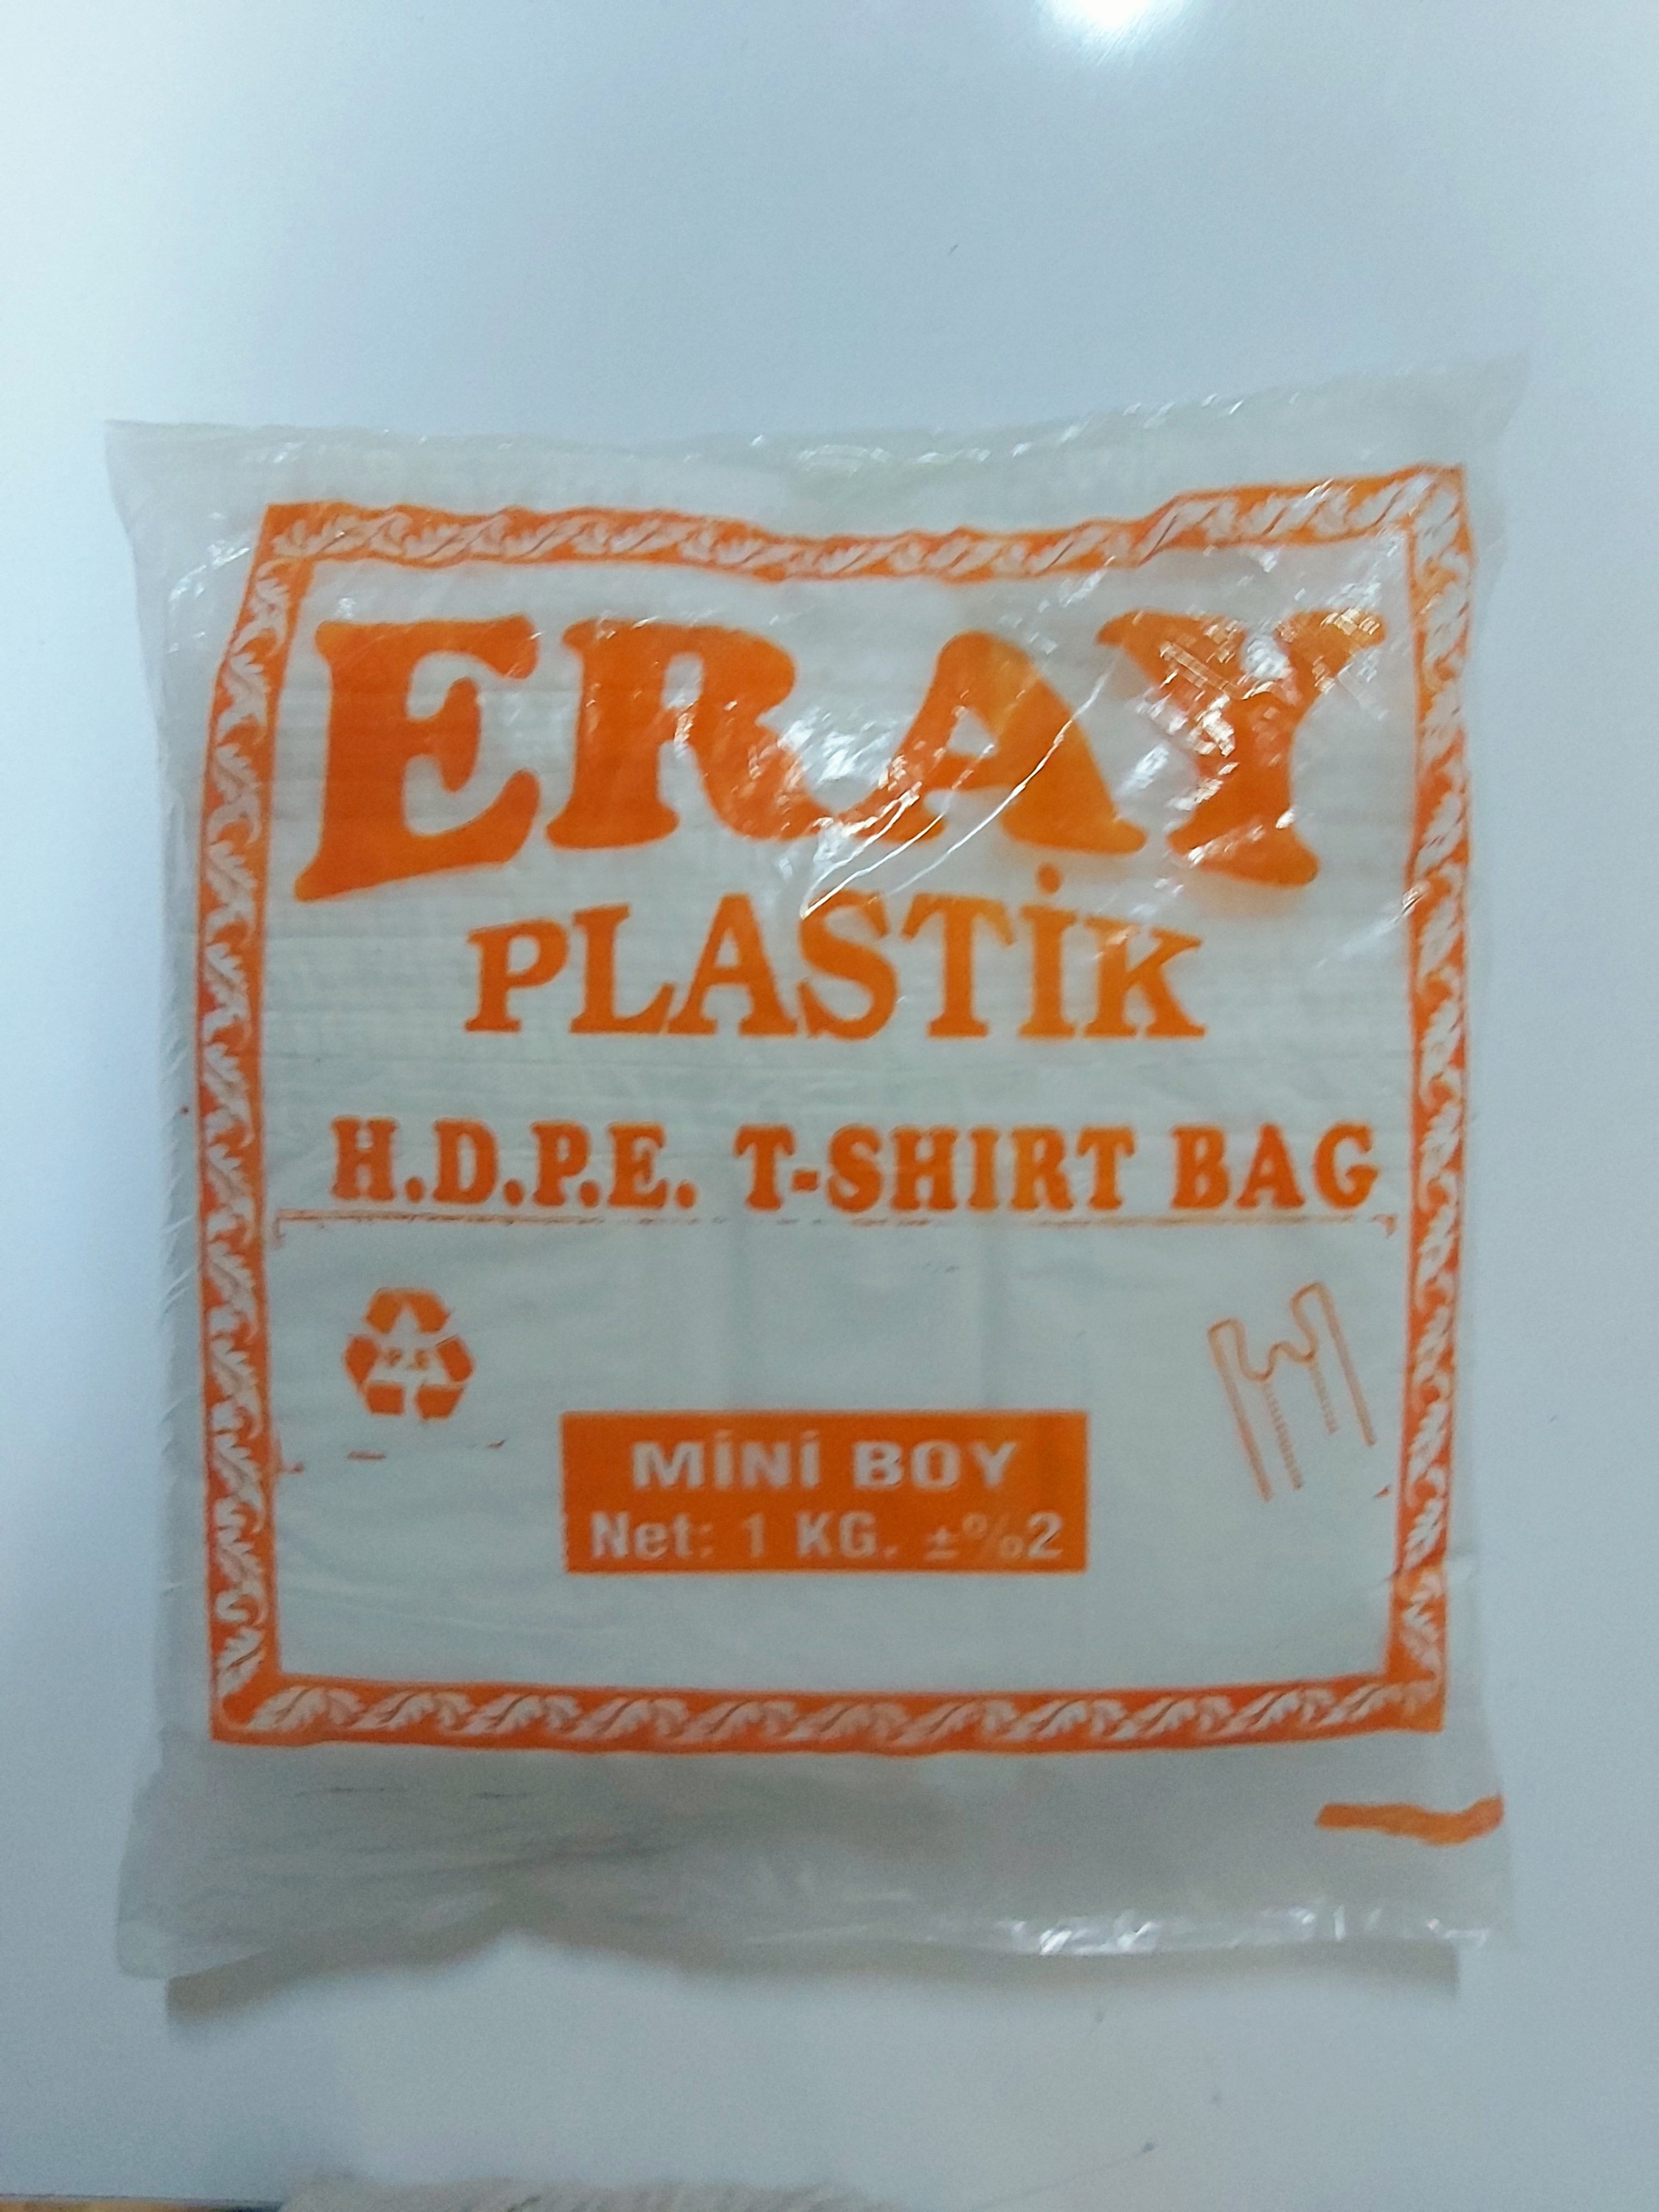 ERAY
PLASTİK
H.D.P.E. T-SHIRT BAG
P.E
MİNİ BOY
Net: 1 KG. ±%2